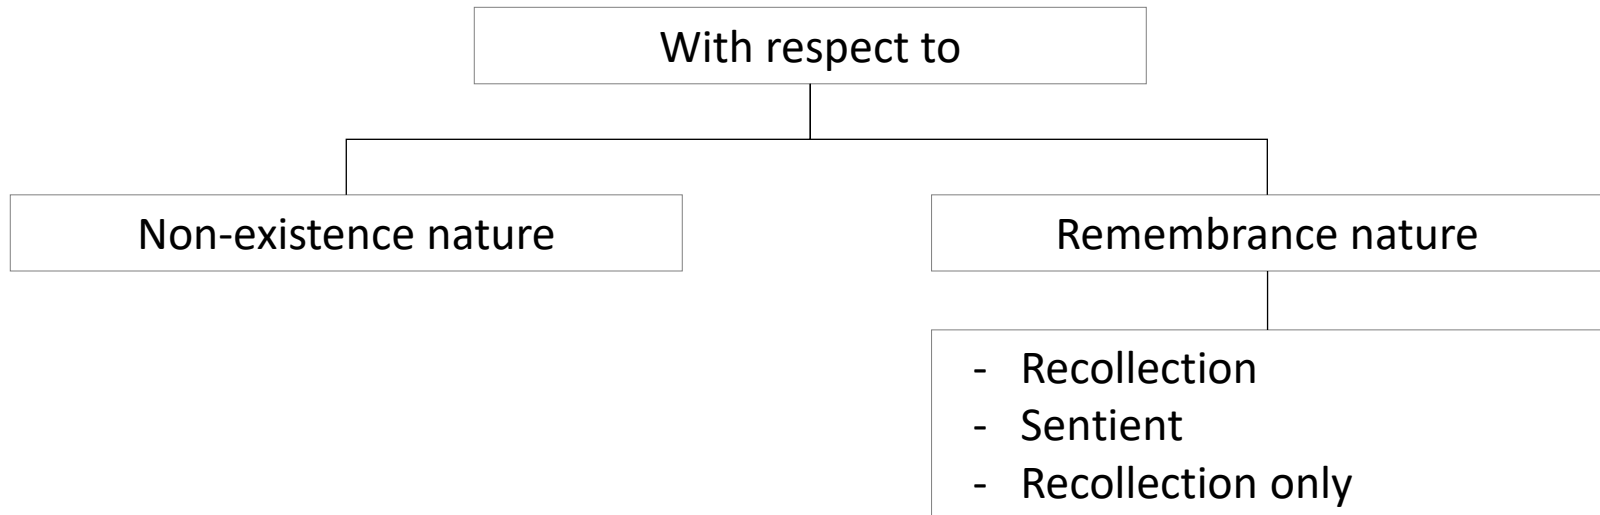 With respect to
Non-existence nature
Remembrance nature
- Recollection
- Sentient
- Recollection only